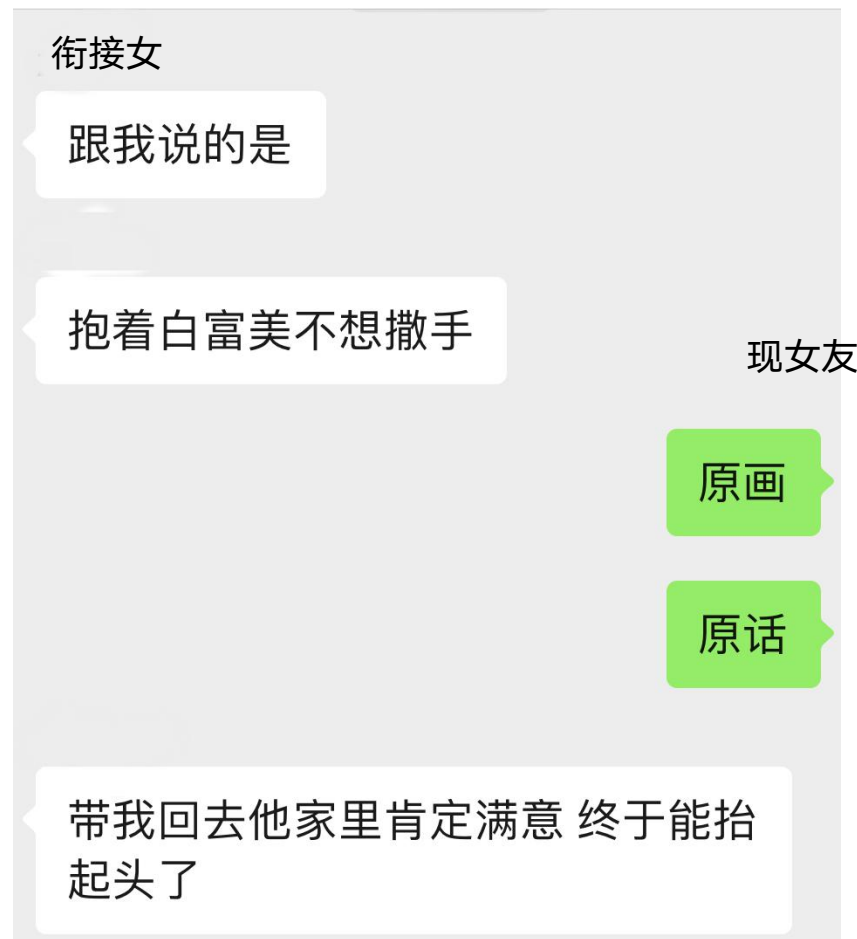 衔接女
跟我说的是
抱着白富美不想撒手
现女友
原画
原话
带我回去他家里肯定满意 终于能抬
起头了